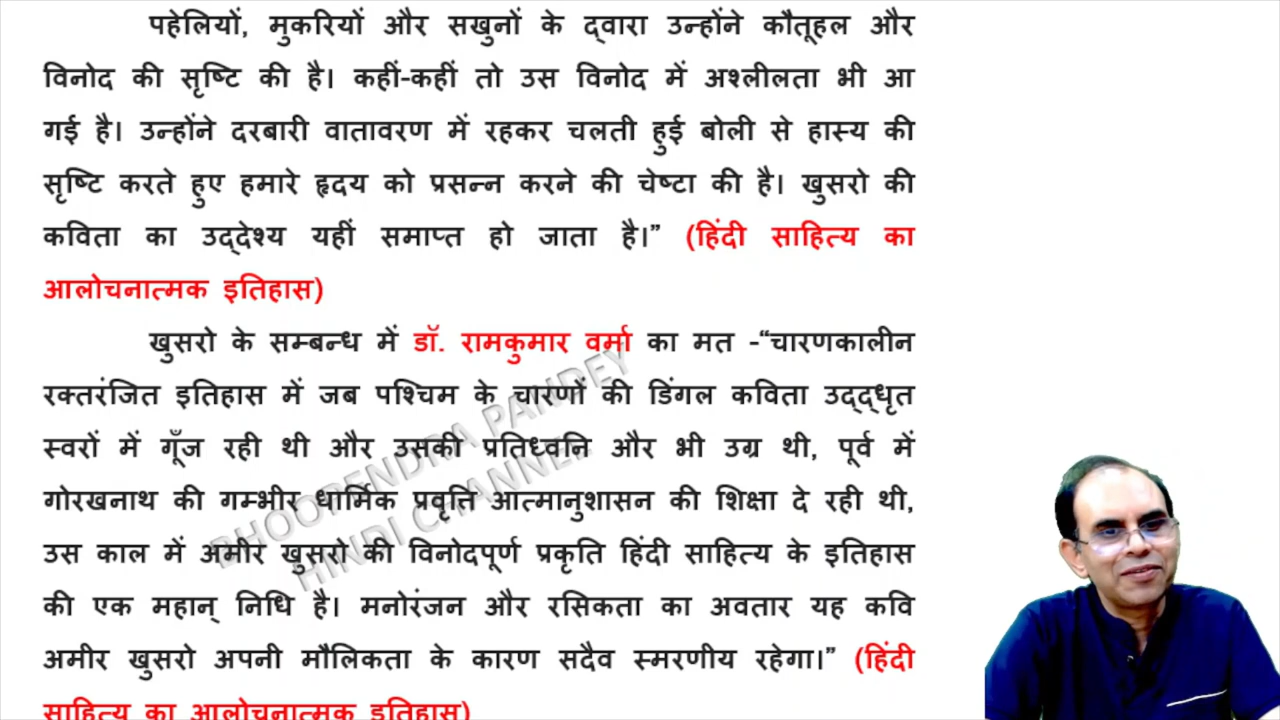 पहेलियों, मुकरियों और सखुनों के द्वारा उन्होंने कौतूहल और
विनोद की सृष्टि की है। कहीं-कहीं तो उस विनोद में अश्लीलता भी आ
गई है। उन्होंने दरबारी वातावरण में रहकर चलती हुई बोली से हास्य की
सृष्टि करते हुए हमारे हृदय को प्रसन्न करने की चेष्टा की है। खुसरो की
कविता का उद्देश्य यहीं समाप्त हो जाता है।” (हिंदी साहित्य का
आलोचनात्मक इतिहास)
खुसरो के सम्बन्ध में डॉ. रामकुमार वर्मा का मत -“चारणकालीन
रक्तरंजित इतिहास में जब पश्चिम के चारणों की डिंगल कविता उद्द्धृत
स्वरों में गूँज रही थी और उसकी प्रतिध्वनि और भी उग्र थी, पूर्व में
गोरखनाथ की गम्भीर धार्मिक प्रवृति आत्मानुशासन की शिक्षा दे रही थी,
उस काल में अमीर खुसरो की विनोदपूर्ण प्रकृति हिंदी साहित्य के इतिहास
की एक महान् निधि है। मनोरंजन और रसिकता का अवतार यह कवि
अमीर खुसरो अपनी मौलिकता के कारण सदैव स्मरणीय रहेगा।” (हिंदी
साहित्य का आलोचनात्मक इतिहास)
BHOOPENDRA PANDEY
HINDI CHANNEL